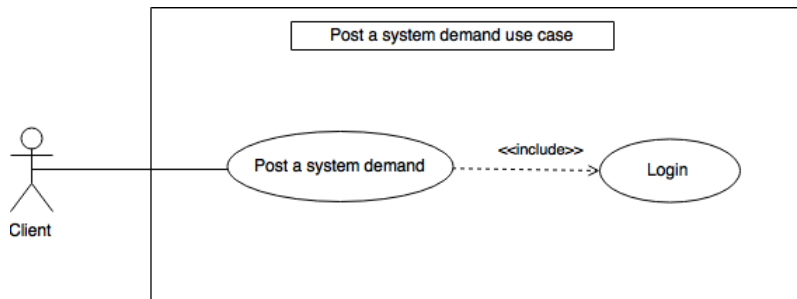 Post a system demand use case
<<include>>
Post a system demand
Login
Client